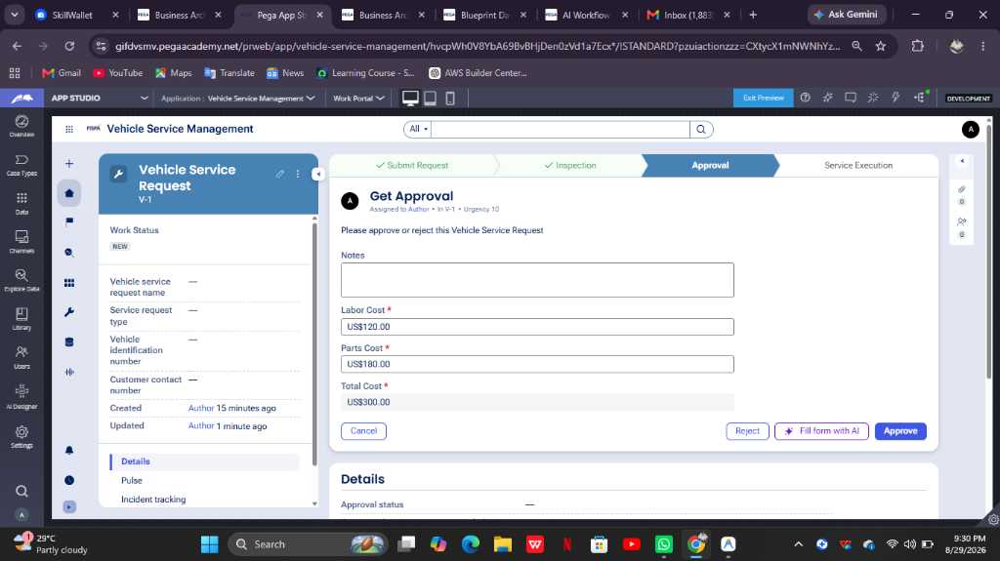 SkillWallet
Business Arc
Pega App St
Business Arc
Blueprint Da
AI Workflow
Inbox (1,883
Ask Gemini
gifdvsmv.pegaacademy.net/prweb/app/vehicle-service-management/hvcpWh0V8YbA69BvBHjDen0zVd1a7Ecx*/!STANDARD?pzuiactionzzz=CXtycX1mNWNhYz...
Gmail
YouTube
Maps
Translate
News
Learning Course - S...
AWS Builder Center...
APP STUDIO
Application : Vehicle Service Management
Work Portal
Exit Preview
DEVELOPMENT
Overview
Case Types
Data
Channels
Explore Data
Library
Users
AI Designer
Settings
A
PEGA Vehicle Service Management
All
A
Vehicle Service Request
V-1
Work Status
NEW
Vehicle service request name —
Service request type —
Vehicle identification number —
Customer contact number —
Created Author 15 minutes ago
Updated Author 1 minute ago
Details
Pulse
Incident tracking
Submit Request
Inspection
Approval
Service Execution
A
Get Approval
Assigned to Author • In V-1 • Urgency 10
Please approve or reject this Vehicle Service Request
Notes
Labor Cost *
US$120.00
Parts Cost *
US$180.00
Total Cost *
US$300.00
Cancel
Reject
Fill form with AI
Approve
Details
Approval status —
0
0
1
29°C
Partly cloudy
Search
9:30 PM
8/29/2026